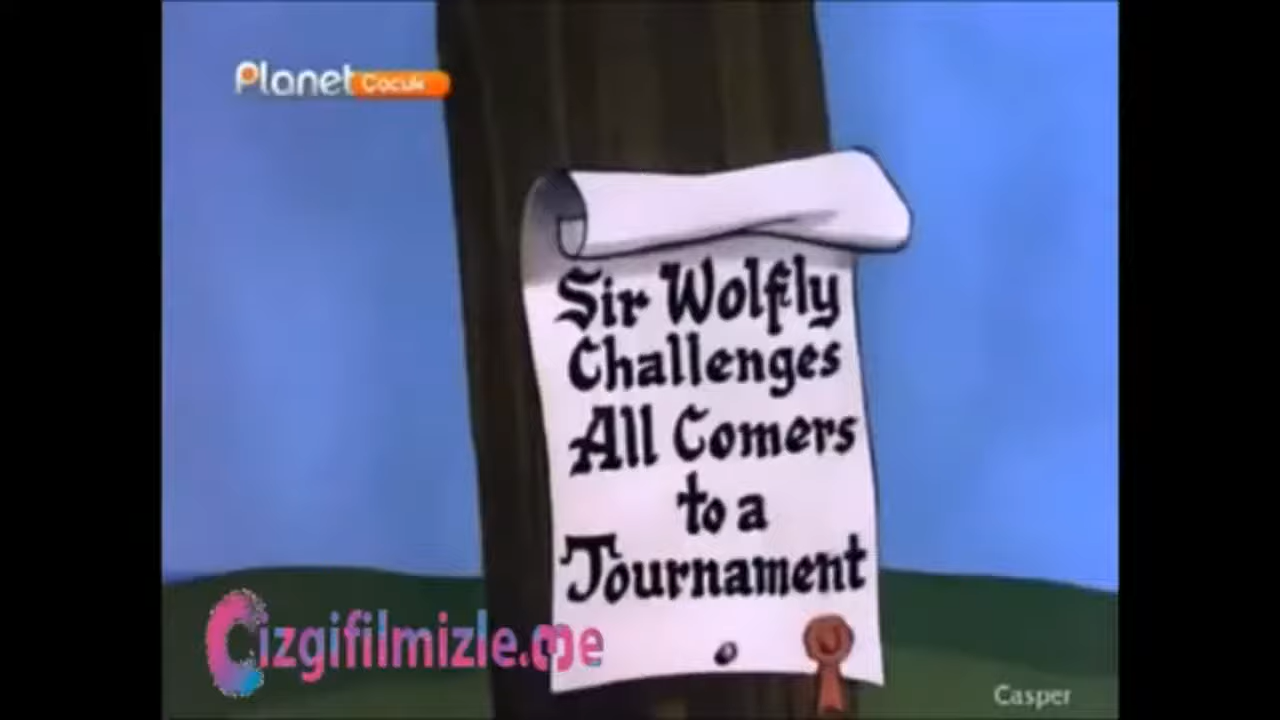 Planet Çocuk
Sir Wolfly
Challenges
All Comers
to a
Tournament
Cizgifilmizle.me
Casper